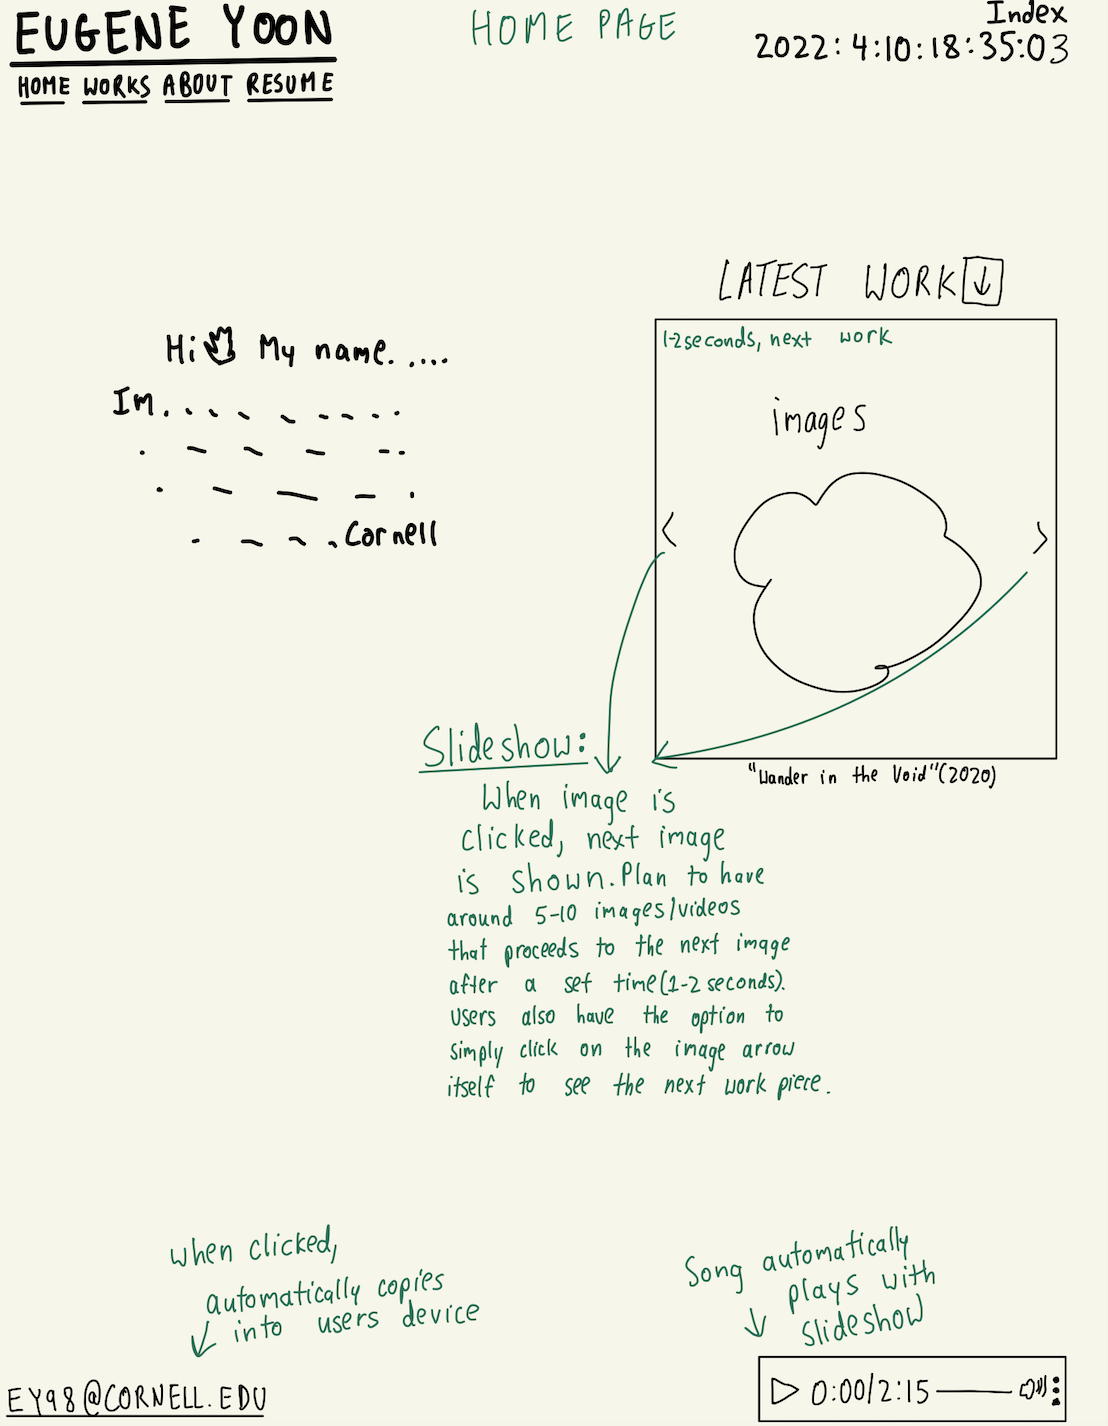 EUGENE YOON
HOME WORKS ABOUT RESUME
HOME PAGE
Index
2022:4:10:18:35:03
Hi My name.....
Im
Cornell
LATEST WORK
1-2 seconds, next work
images
"Wander in the Void"(2020)
Slideshow:
When image is
clicked, next image
is shown. Plan to have
around 5-10 images/videos
that proceeds to the next image
after a set time(1-2 seconds).
Users also have the option to
simply click on the image arrow
itself to see the next work piece.
when clicked,
automatically copies
into users device
EY98@CORNELL.EDU
Song automatically
plays with
slideshow
0:00/2:15